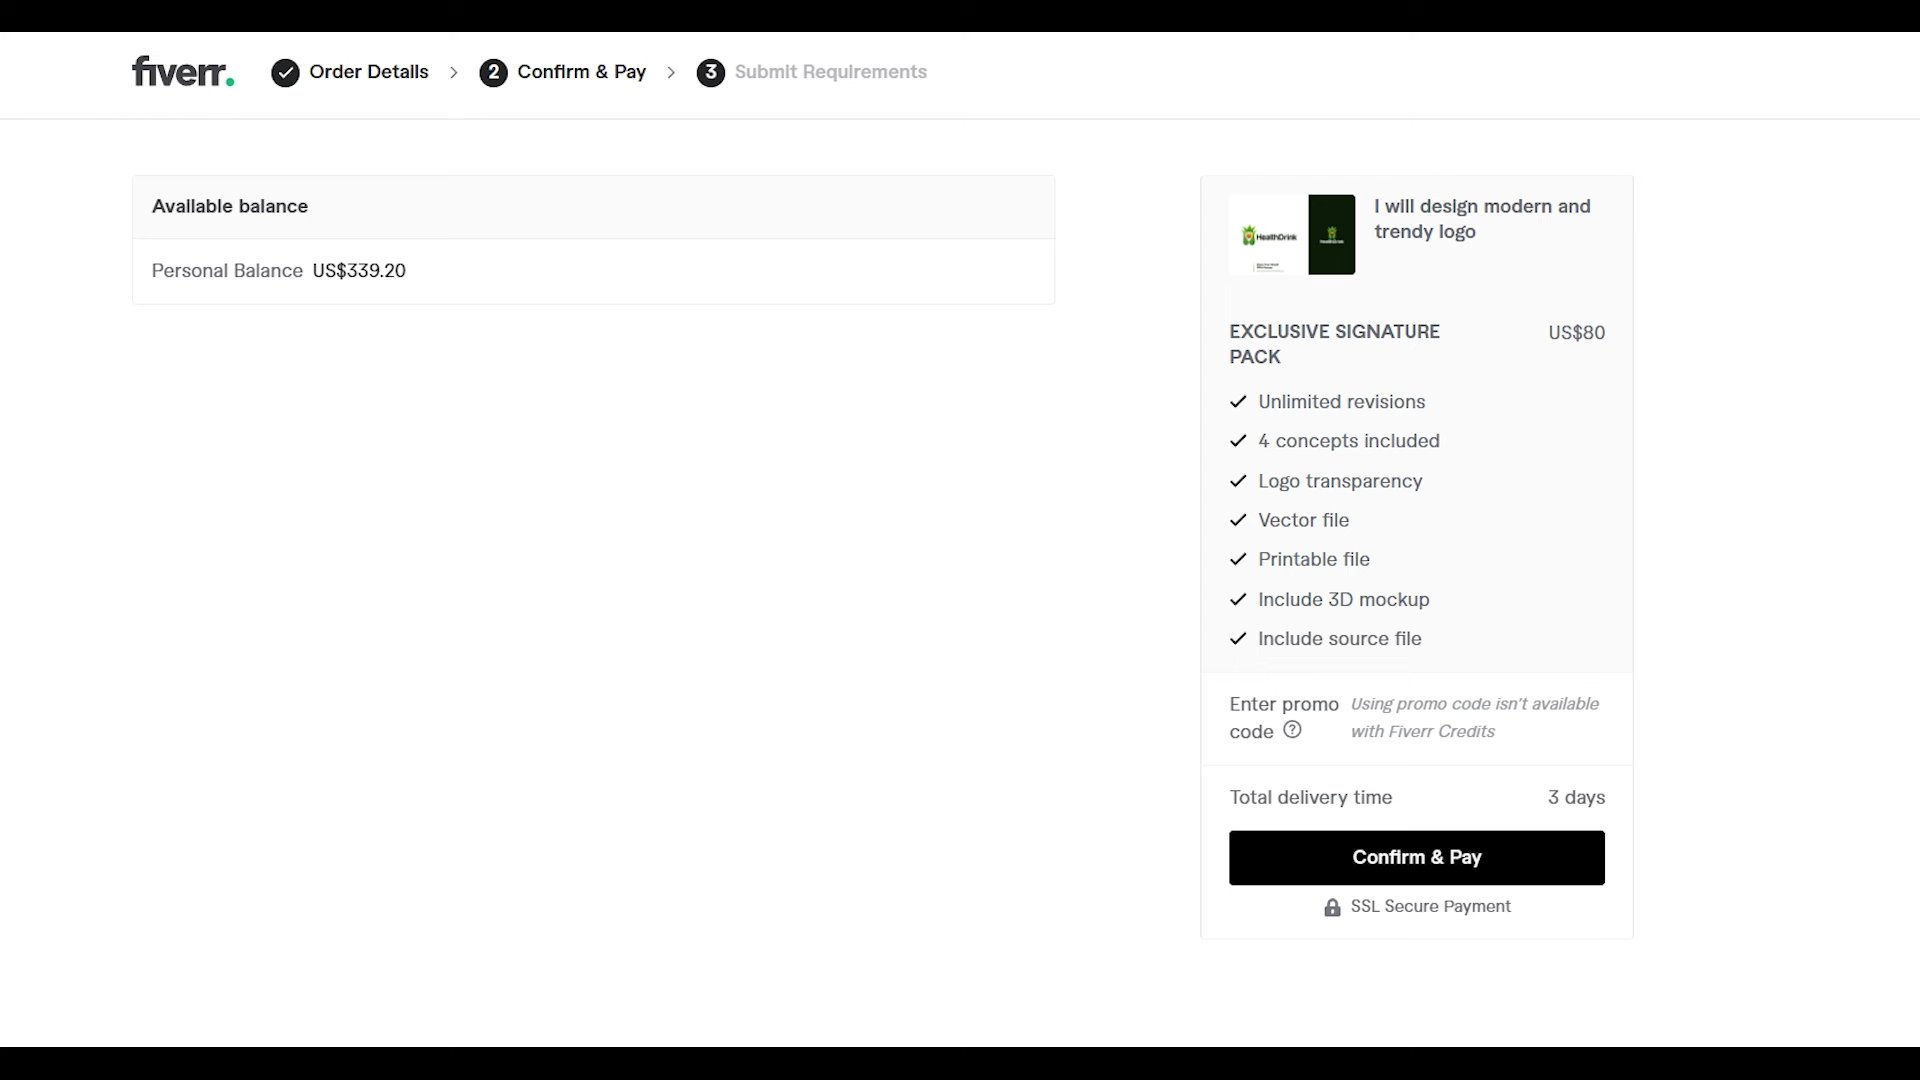 fiverr.
Order Details
2 Confirm & Pay
3 Submit Requirements
Available balance
Personal Balance US$339.20
HealthDrink
I will design modern and
trendy logo
EXCLUSIVE SIGNATURE
PACK
US$80
Unlimited revisions
4 concepts included
Logo transparency
Vector file
Printable file
Include 3D mockup
Include source file
Enter promo
code ?
Using promo code isn't available
with Fiverr Credits
Total delivery time 3 days
Confirm & Pay
SSL Secure Payment